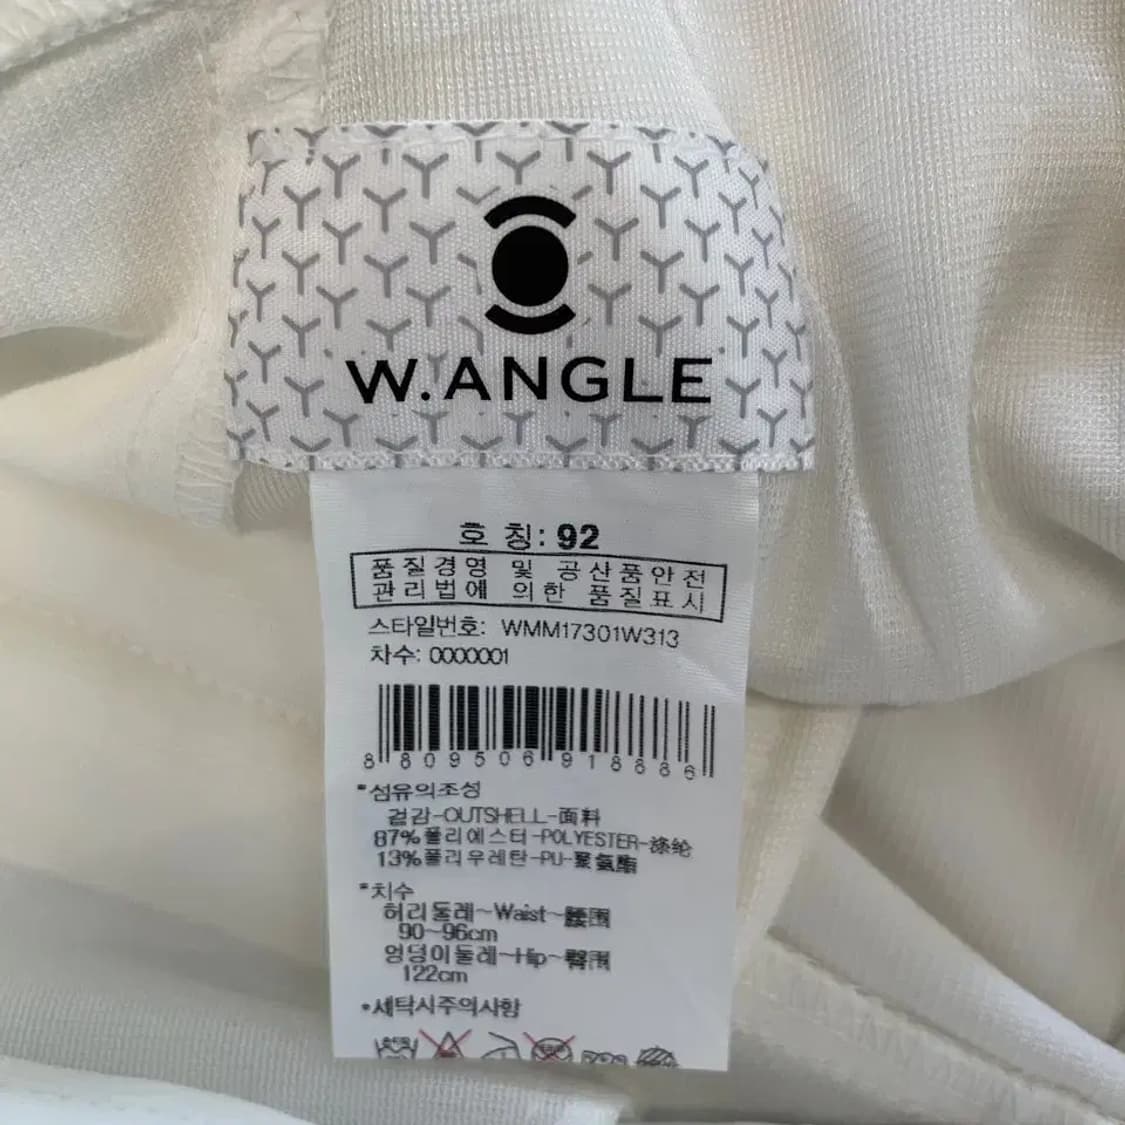 W.ANGLE
호 칭: 92
품질경영 및 공산품안전
관리법에 의한 품질표시
스타일번호: WMM17301W313
차수: 0000001
8 809506 918886
*섬유의조성
겉감-OUTSHELL-面料
87%폴리에스터-POLYESTER-涤纶
13%폴리우레탄-PU-聚氨酯
*치수
허리둘레~Waist~腰围
90~96cm
엉덩이둘레~Hip~臀围
122cm
*세탁시주의사항